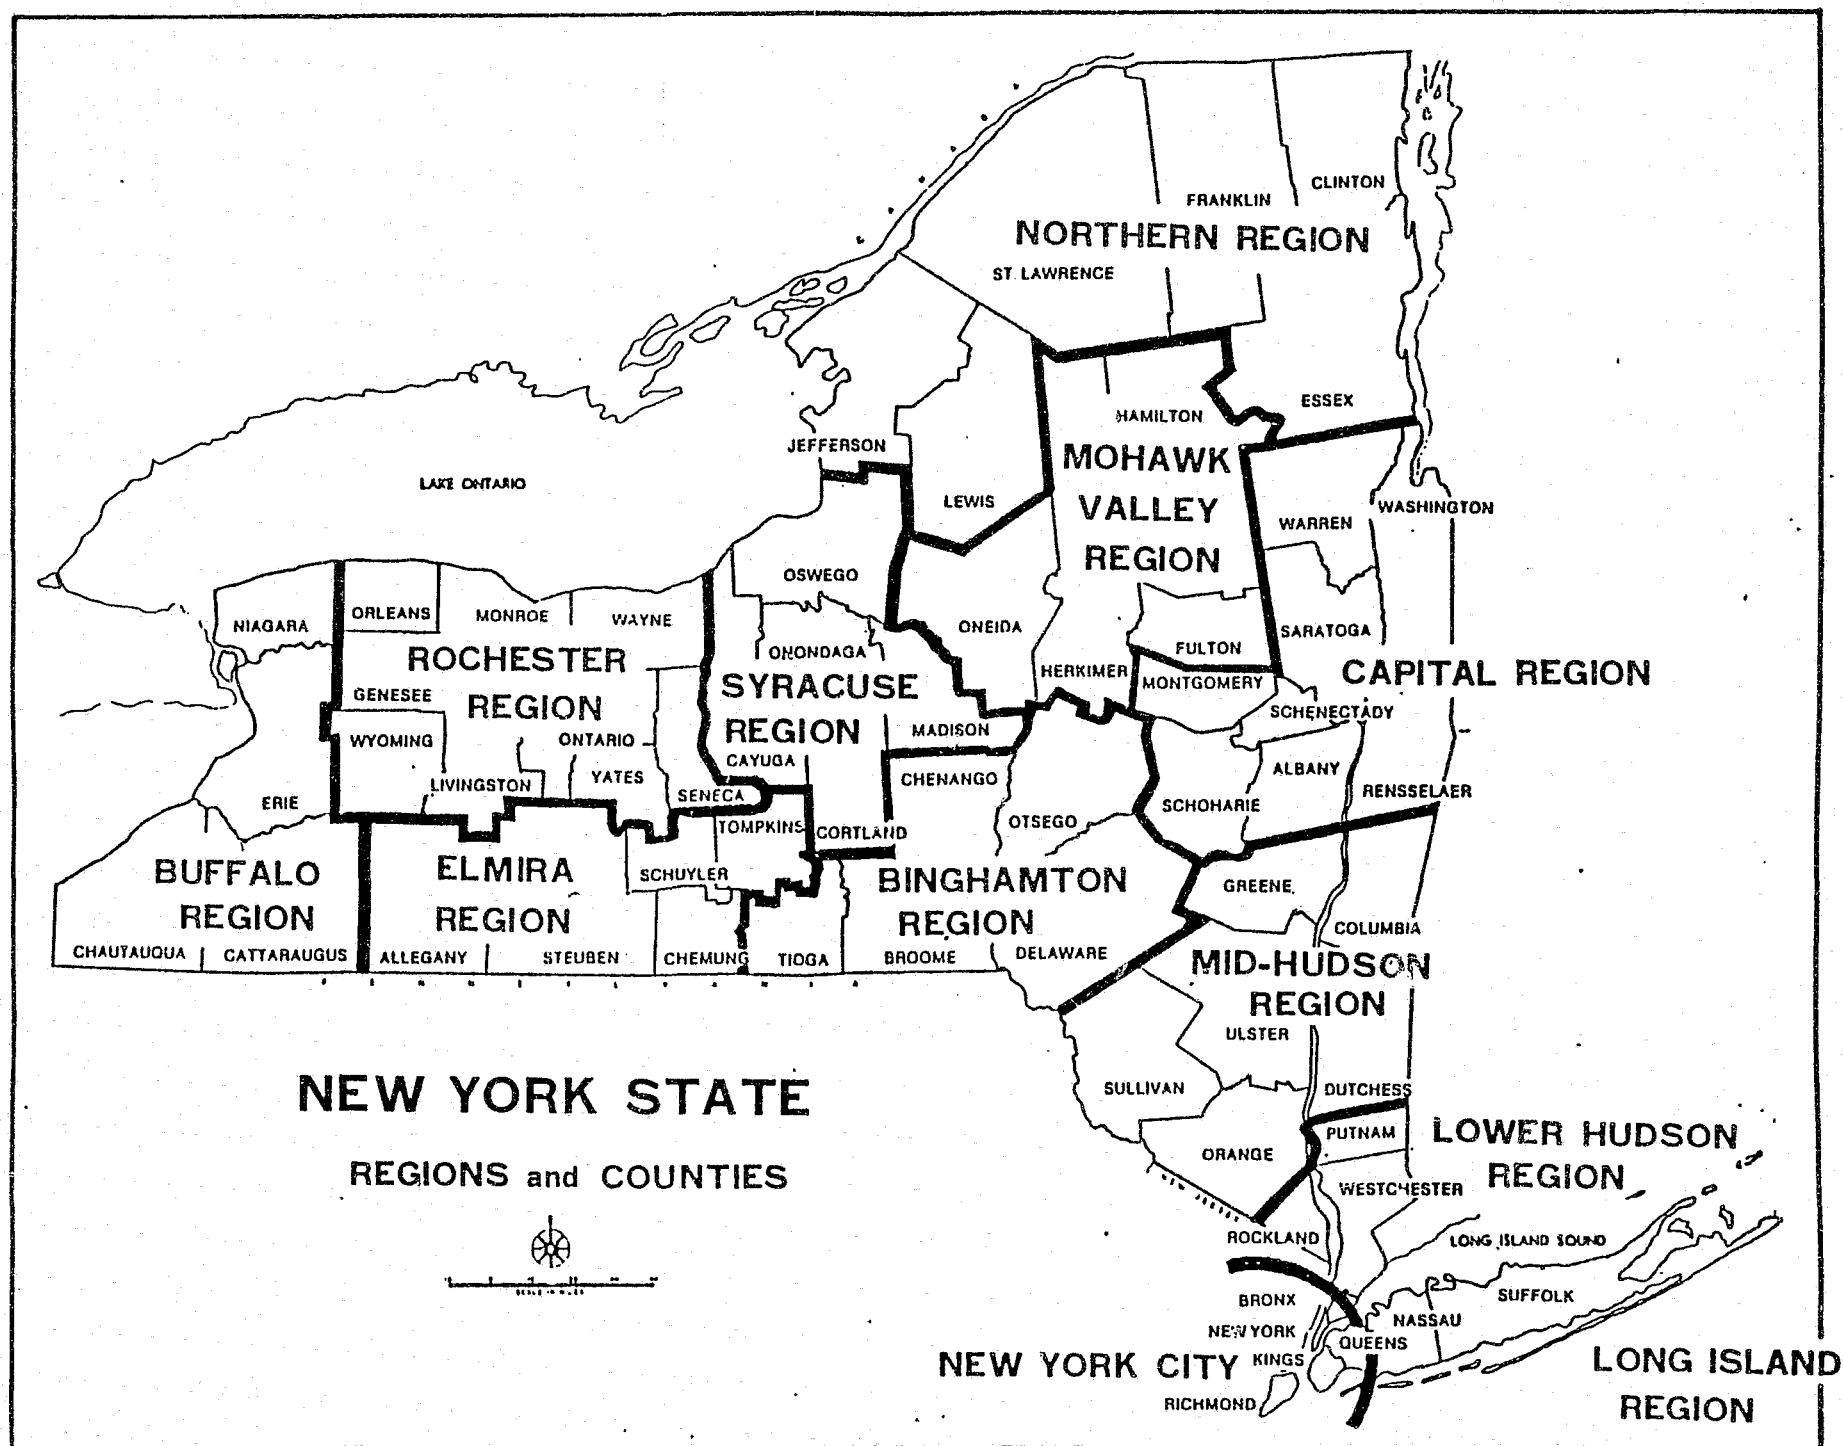 CLINTON
FRANKLIN
NORTHERN REGION
ST. LAWRENCE
ESSEX
HAMILTON
JEFFERSON
MOHAWK
VALLEY
REGION
LAKE ONTARIO
LEWIS
WASHINGTON
WARREN
OSWEGO
ORLEANS
MONROE
WAYNE
NIAGARA
ONEIDA
SARATOGA
FULTON
ONONDAGA
ROCHESTER
REGION
HERKIMER
MONTGOMERY
CAPITAL REGION
SYRACUSE
REGION
GENESEE
SCHENECTADY
WYOMING
ONTARIO
MADISON
CAYUGA
ALBANY
LIVINGSTON
YATES
CHENANGO
SENECA
RENSSELAER
ERIE
SCHOHARIE
OTSEGO
TOMPKINS
CORTLAND
BUFFALO
REGION
ELMIRA
REGION
SCHUYLER
BINGHAMTON
REGION
GREENE
COLUMBIA
CHAUTAUQUA
CATTARAUGUS
ALLEGANY
STEUBEN
CHEMUNG
TIOGA
BROOME
DELAWARE
MID-HUDSON
REGION
ULSTER
SULLIVAN
DUTCHESS
NEW YORK STATE
REGIONS and COUNTIES
PUTNAM
LOWER HUDSON
REGION
ORANGE
WESTCHESTER
ROCKLAND
LONG ISLAND SOUND
SUFFOLK
BRONX
NASSAU
NEW YORK
QUEENS
NEW YORK CITY
KINGS
RICHMOND
LONG ISLAND
REGION